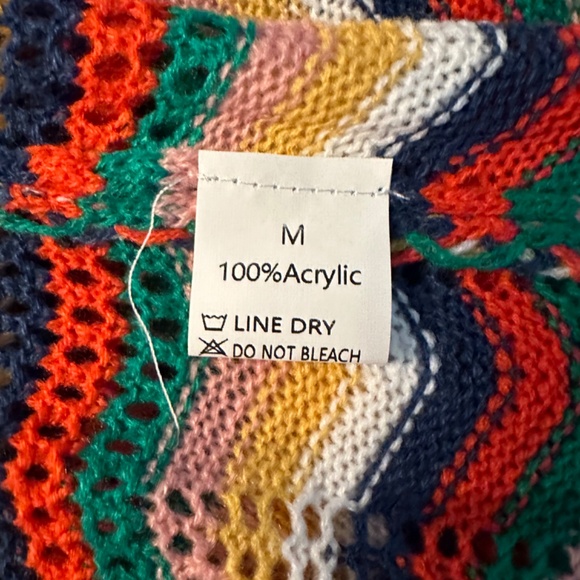 M
100%Acrylic
LINE DRY
DO NOT BLEACH